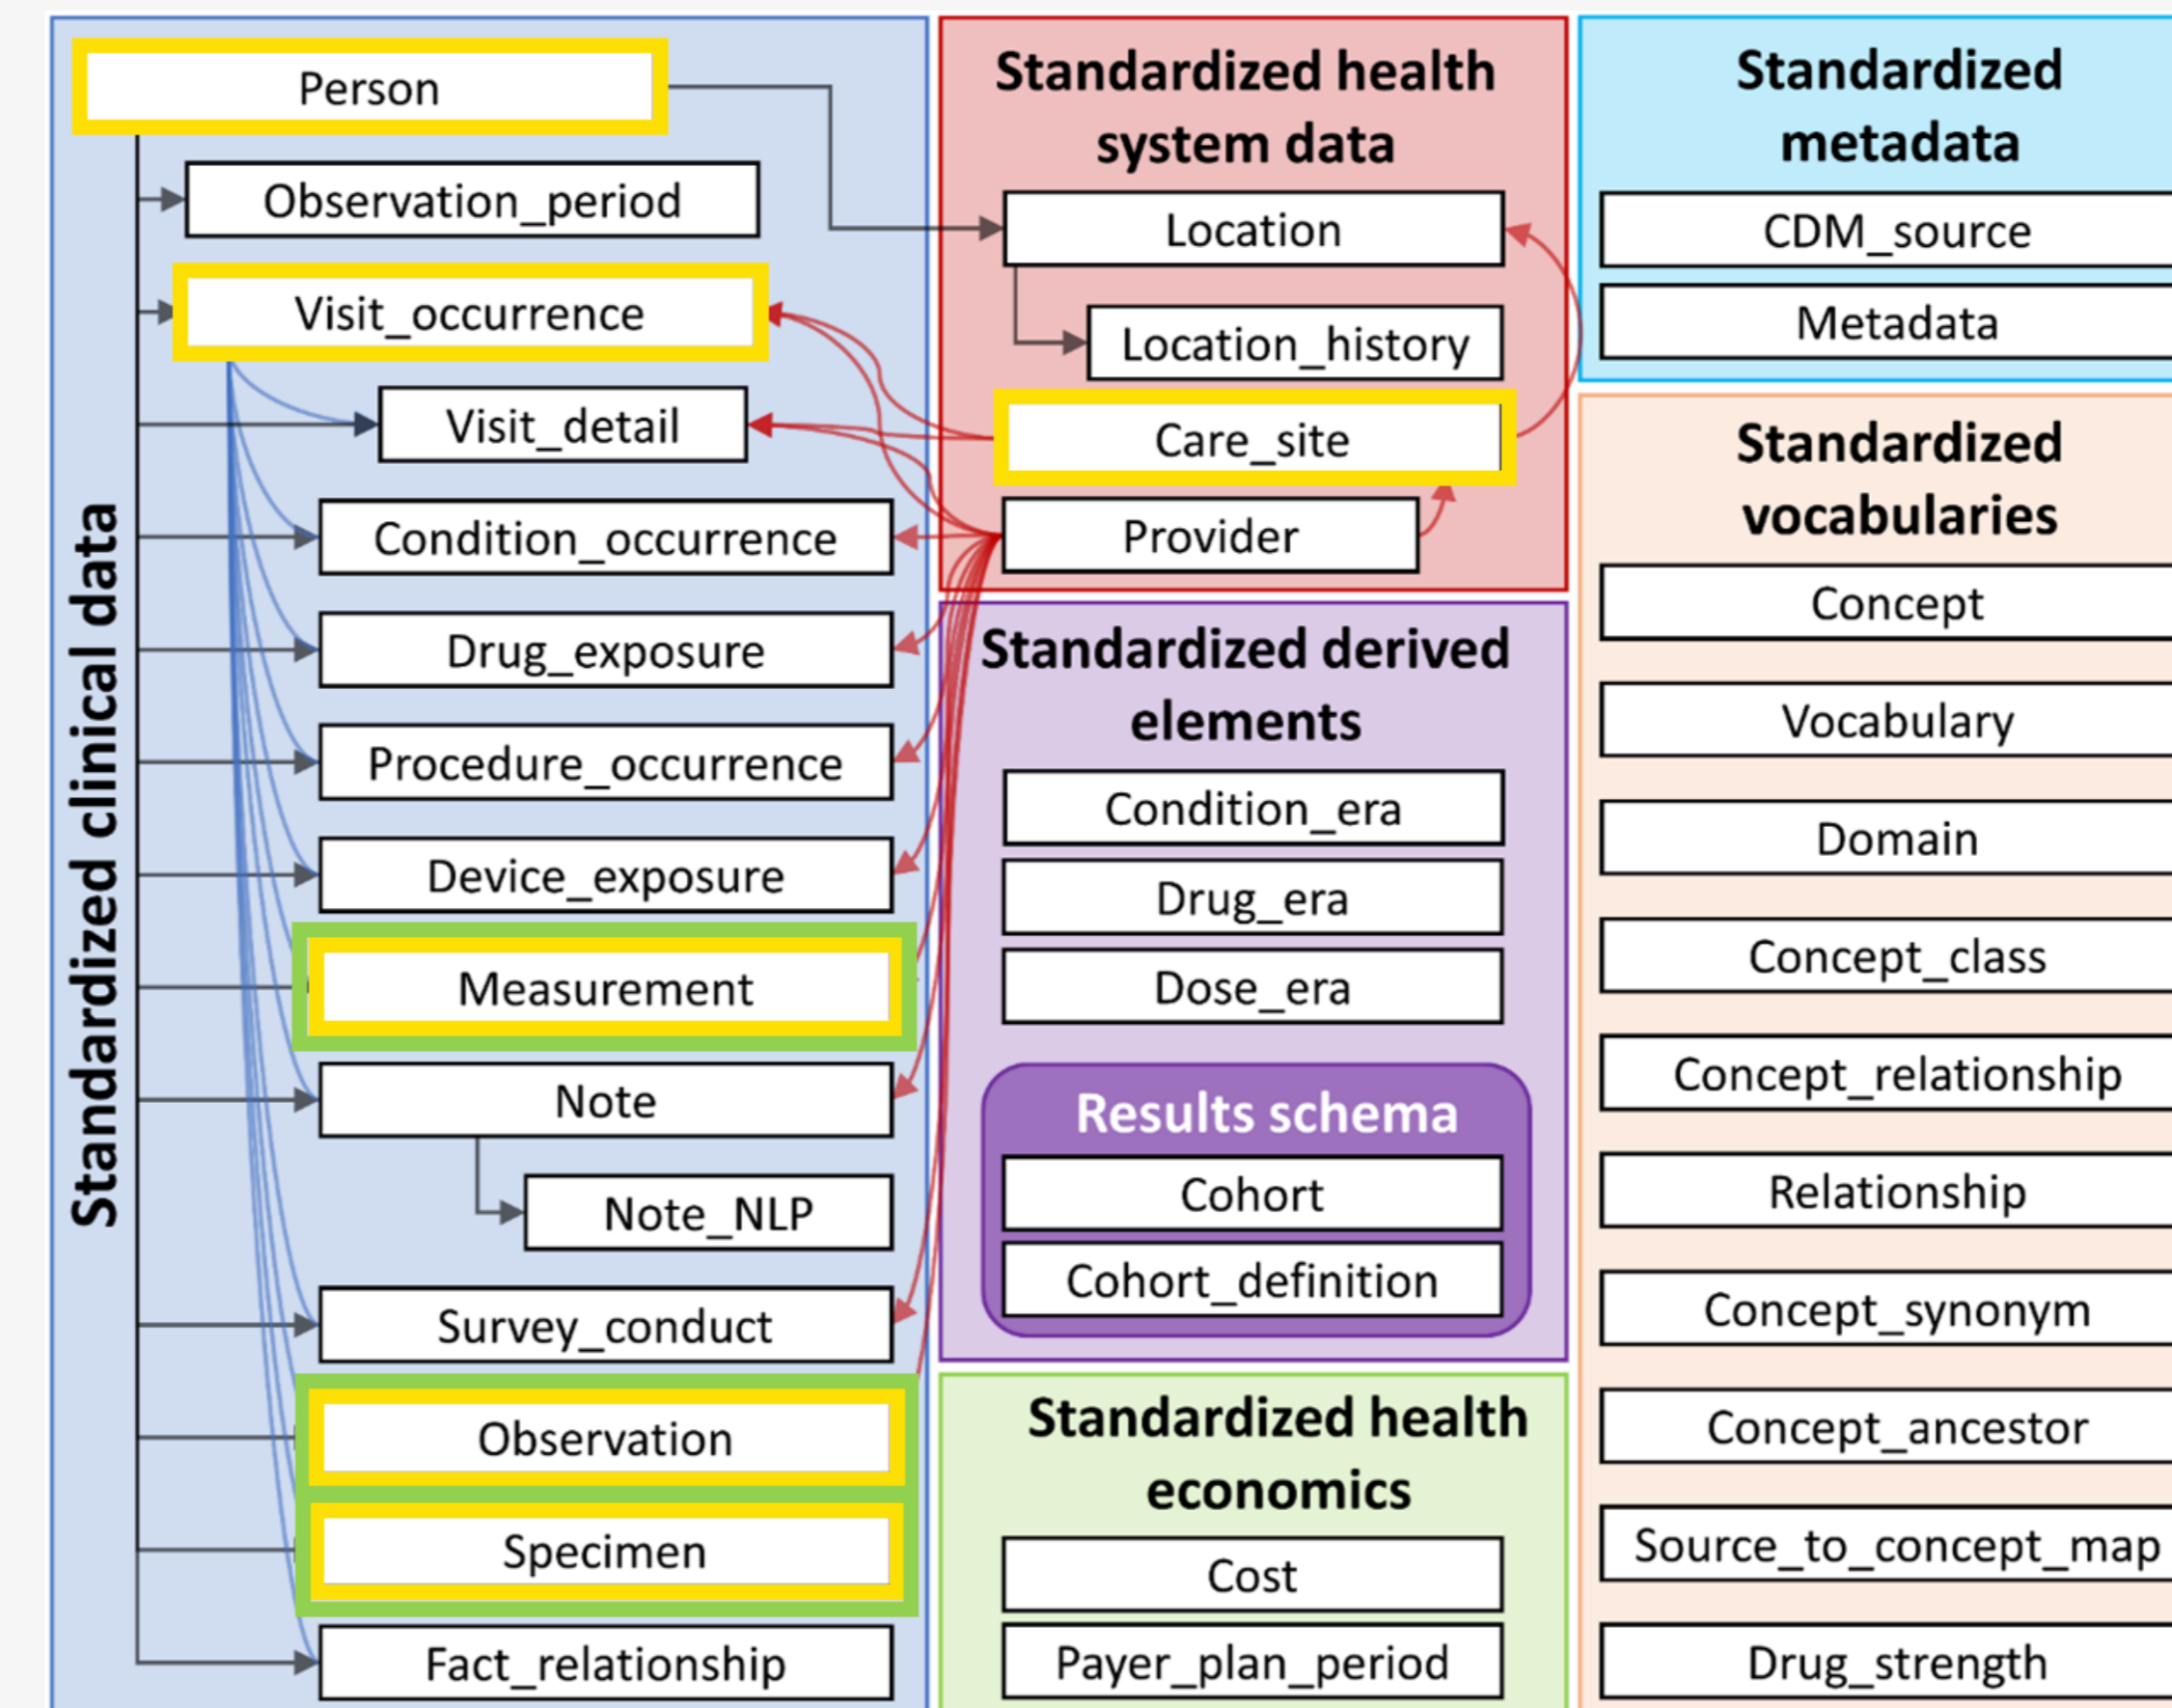 Standardized clinical data
Person
Observation_period
Visit_occurrence
Visit_detail
Condition_occurrence
Drug_exposure
Procedure_occurrence
Device_exposure
Measurement
Note
Note_NLP
Survey_conduct
Observation
Specimen
Fact_relationship
Standardized health
system data
Location
Location_history
Care_site
Provider
Standardized derived
elements
Condition_era
Drug_era
Dose_era
Results schema
Cohort
Cohort_definition
Standardized health
economics
Cost
Payer_plan_period
Standardized
metadata
CDM_source
Metadata
Standardized
vocabularies
Concept
Vocabulary
Domain
Concept_class
Concept_relationship
Relationship
Concept_synonym
Concept_ancestor
Source_to_concept_map
Drug_strength